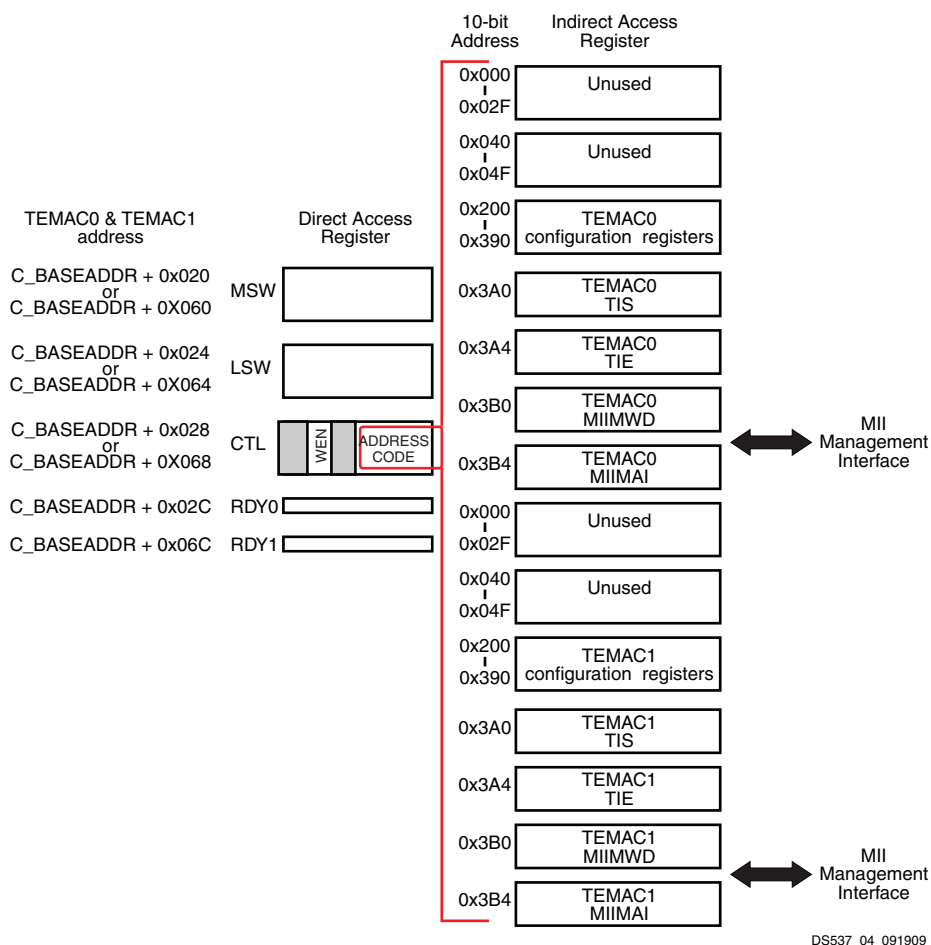 10-bit
Address
Indirect Access
Register
0x000
0x02F
Unused
0x040
0x04F
Unused
0x200
0x390
TEMAC0
configuration registers
0x3A0
TEMAC0
TIS
0x3A4
TEMAC0
TIE
0x3B0
TEMAC0
MIIMWD
0x3B4
TEMAC0
MIIMAI
MII
Management
Interface
0x000
0x02F
Unused
0x040
0x04F
Unused
0x200
0x390
TEMAC1
configuration registers
0x3A0
TEMAC1
TIS
0x3A4
TEMAC1
TIE
0x3B0
TEMAC1
MIIMWD
0x3B4
TEMAC1
MIIMAI
MII
Management
Interface
TEMAC0 & TEMAC1
address
Direct Access
Register
C_BASEADDR + 0x020
or
C_BASEADDR + 0X060
MSW
C_BASEADDR + 0x024
or
C_BASEADDR + 0X064
LSW
C_BASEADDR + 0x028
or
C_BASEADDR + 0X068
CTL
WEN
ADDRESS
CODE
C_BASEADDR + 0x02C
RDY0
C_BASEADDR + 0x06C
RDY1
DS537_04_091909